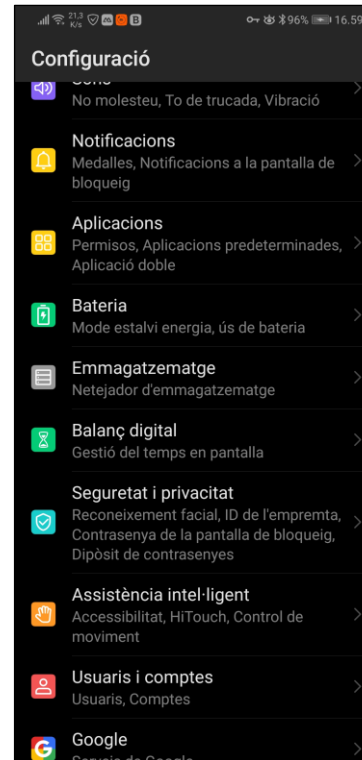 21,3
K/s
B
96%
16.59
Configuració
No molesteu, To de trucada, Vibració
Notificacions
Medalles, Notificacions a la pantalla de
bloqueig
Aplicacions
Permisos, Aplicacions predeterminades,
Aplicació doble
Bateria
Mode estalvi energia, ús de bateria
Emmagatzematge
Netejador d'emmagatzematge
Balanç digital
Gestió del temps en pantalla
Seguretat i privacitat
Reconeixement facial, ID de l'empremta,
Contrasenya de la pantalla de bloqueig,
Dipòsit de contrasenyes
Assistència intel·ligent
Accessibilitat, HiTouch, Control de
moviment
Usuaris i comptes
Usuaris, Comptes
Google
Serveis de Google